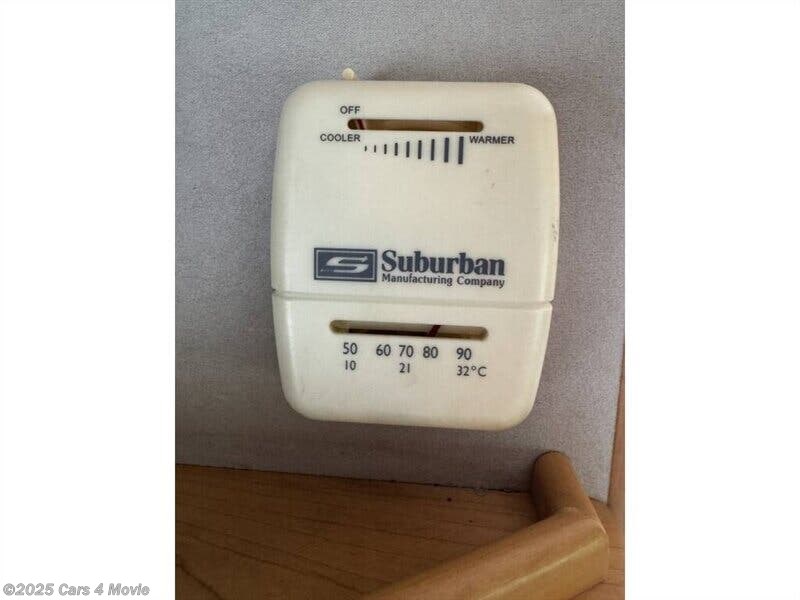 OFF
COOLER WARMER
Suburban
Manufacturing Company
50 60 70 80 90
10 21 32°C
©2025 Cars 4 Movie